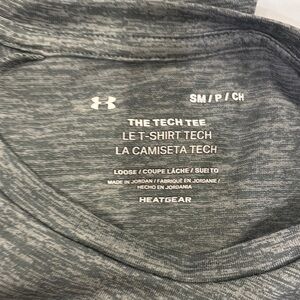 SM / P / CH
THE TECH TEE
LE T-SHIRT TECH
LA CAMISETA TECH
LOOSE / COUPE LÂCHE / SUELTO
MADE IN JORDAN / FABRIQUÉ EN JORDANIE /
HECHO EN JORDANIA
HEATGEAR